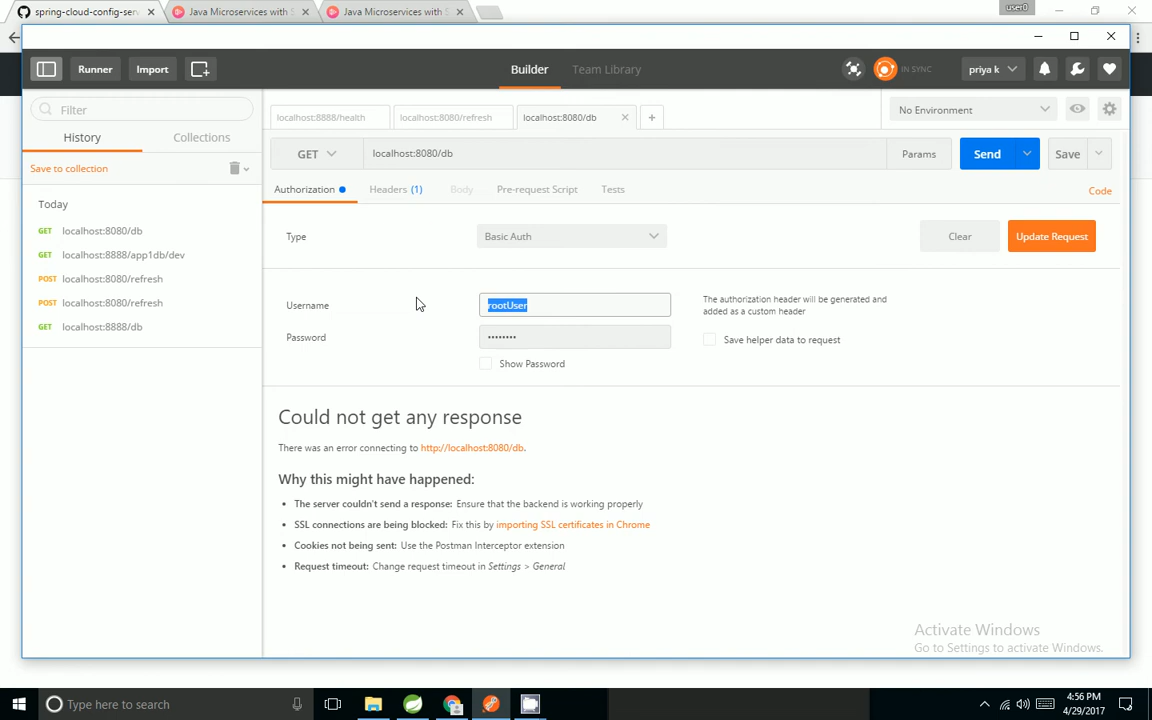 spring-cloud-config-ser
Java Microservices with S
Java Microservices with S
user0
Runner
Import
Builder
Team Library
IN SYNC
priya k
Filter
History
Collections
Save to collection
Today
GET localhost:8080/db
GET localhost:8888/app1db/dev
POST localhost:8080/refresh
POST localhost:8080/refresh
GET localhost:8888/db
localhost:8888/health
localhost:8080/refresh
localhost:8080/db
No Environment
GET
localhost:8080/db
Params
Send
Save
Authorization
Headers (1)
Body
Pre-request Script
Tests
Code
Type
Basic Auth
Clear
Update Request
Username
rootUser
The authorization header will be generated and
added as a custom header
Password
Save helper data to request
Show Password
Could not get any response
There was an error connecting to http://localhost:8080/db.
Why this might have happened:
• The server couldn't send a response: Ensure that the backend is working properly
• SSL connections are being blocked: Fix this by importing SSL certificates in Chrome
• Cookies not being sent: Use the Postman Interceptor extension
• Request timeout: Change request timeout in Settings > General
Activate Windows
Go to Settings to activate Windows.
Type here to search
4:56 PM
4/29/2017